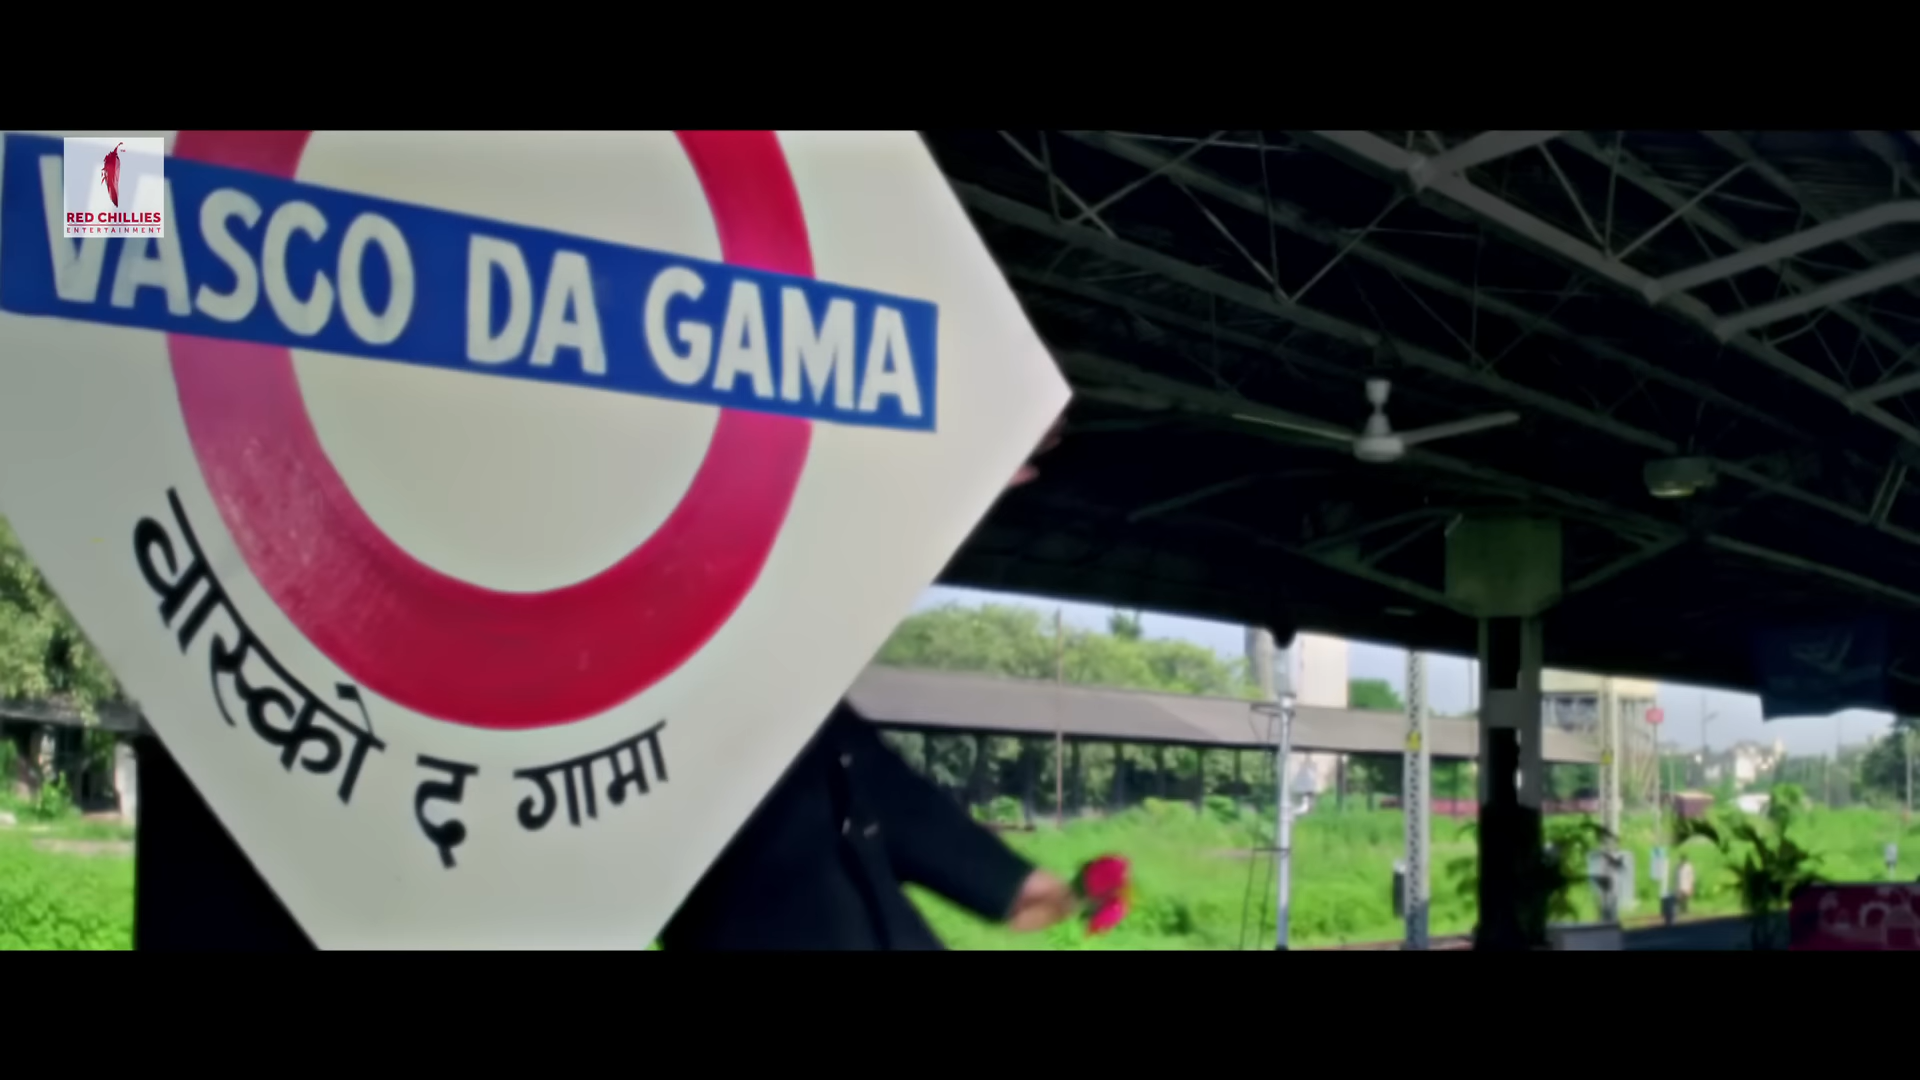 RED CHILLIES
ENTERTAINMENT
VASCO DA GAMA
वास्को द गामा